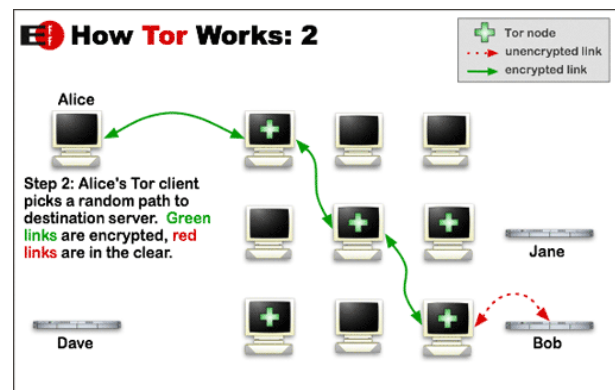 EFF How Tor Works: 2
Tor node
unencrypted link
encrypted link
Alice
Step 2: Alice's Tor client
picks a random path to
destination server. Green
links are encrypted, red
links are in the clear.
Jane
Dave
Bob